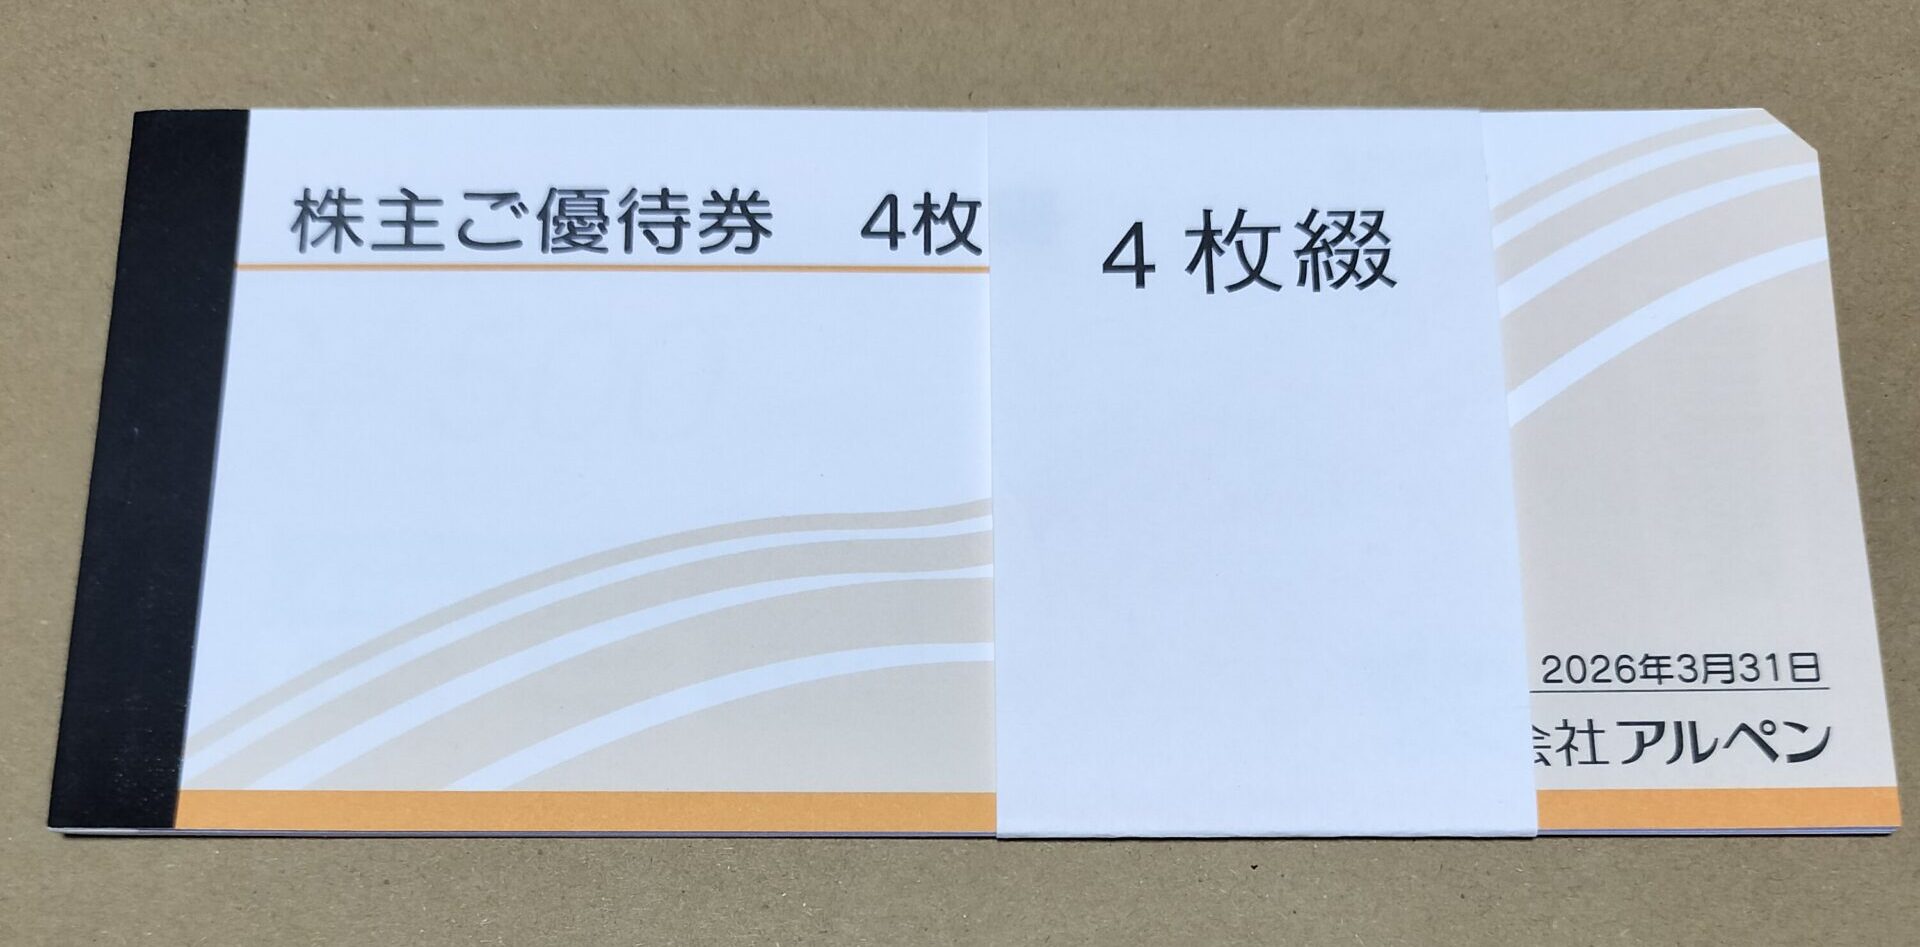 株主ご優待券 4枚
4枚綴
2026年3月31日
会社アルペン